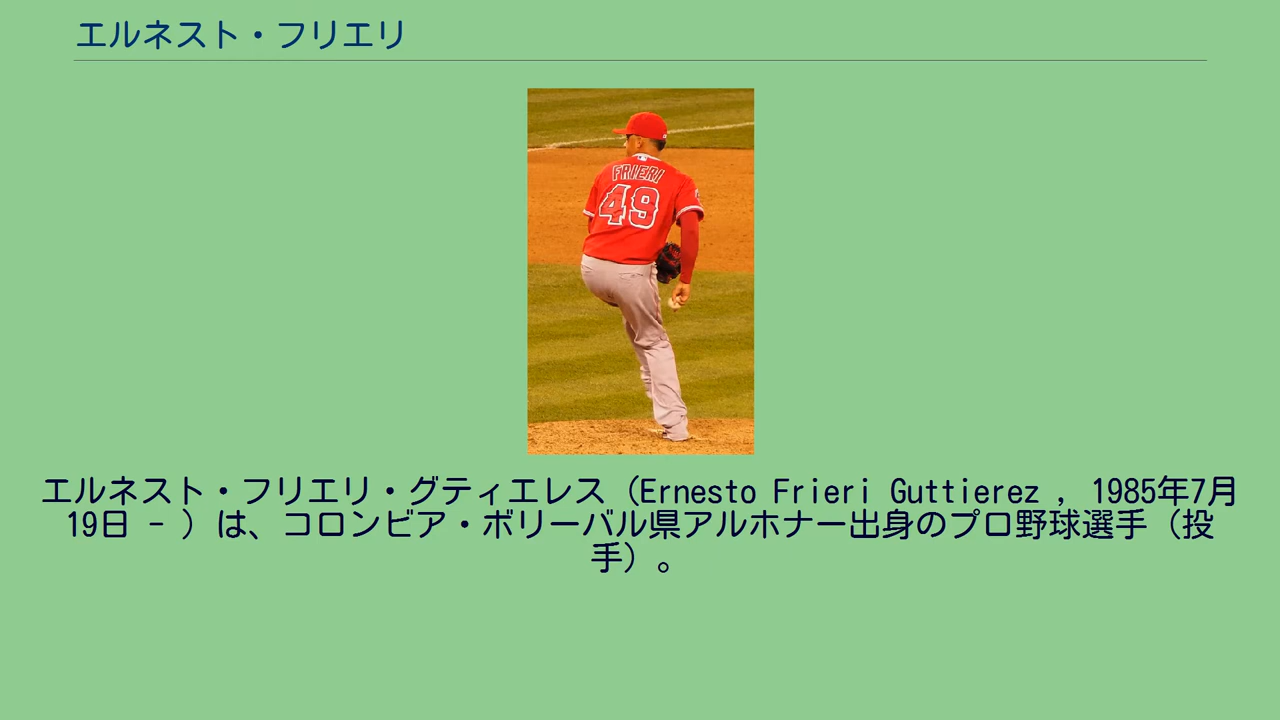 エルネスト・フリエリ
FRIERI
49
エルネスト・フリエリ・グティエレス（Ernesto Frieri Guttierez , 1985年7月
19日 - ）は、コロンビア・ボリーバル県アルホナー出身のプロ野球選手（投
手）。